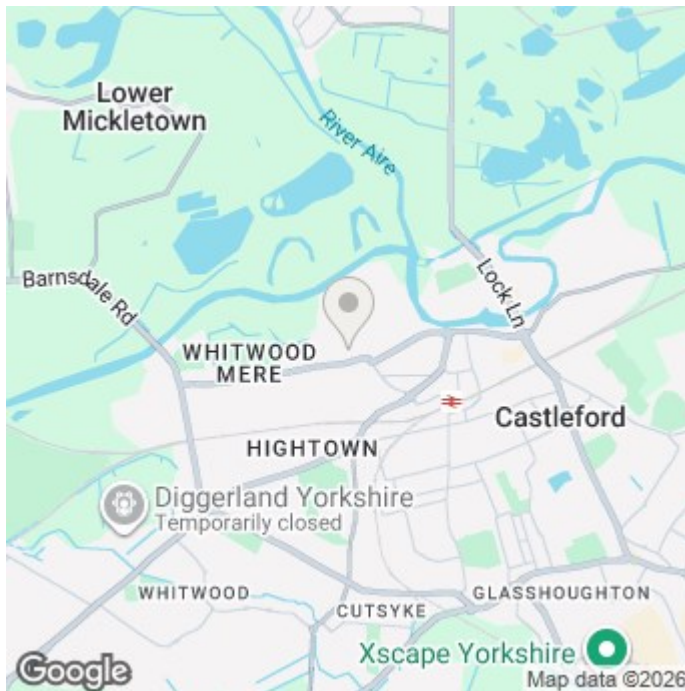 Lower
Mickletown
River Aire
Lock Ln
Barnsdale Rd
WHITWOOD
MERE
Castleford
HIGHTOWN
Diggerland Yorkshire
Temporarily closed
WHITWOOD
GLASSHOUGHTON
CUTSYKE
Xscape Yorkshire
Google
Map data ©2026